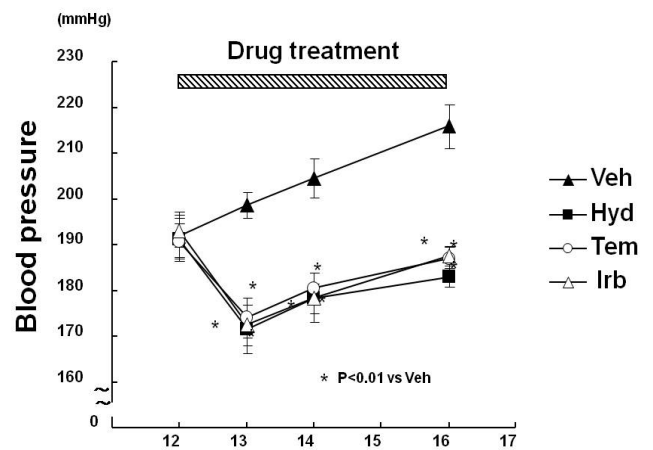 (mmHg)
Drug treatment
230
220
210
200
190
180
170
160
0
Blood pressure
* * * * * * * * *
* P<0.01 vs Veh
12 13 14 15 16 17
Veh
Hyd
Tem
Irb